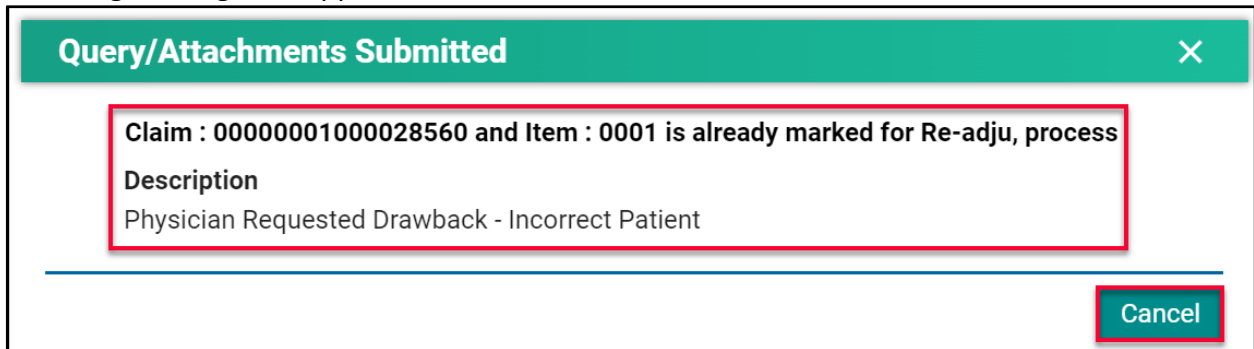 Query/Attachments Submitted
Claim : 00000001000028560 and Item : 0001 is already marked for Re-adju, process
Description
Physician Requested Drawback - Incorrect Patient
Cancel